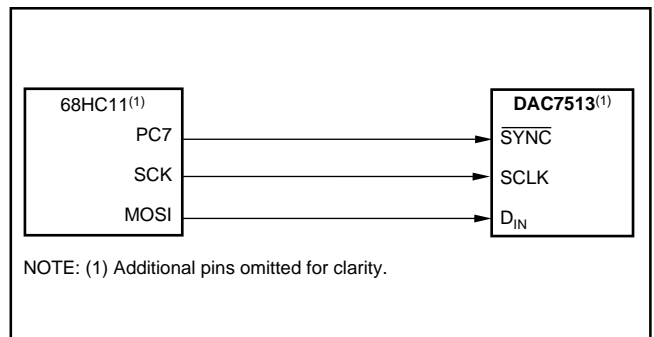 68HC11(1)
PC7
SCK
MOSI
DAC7513(1)
SYNC
SCLK
DIN
NOTE: (1) Additional pins omitted for clarity.